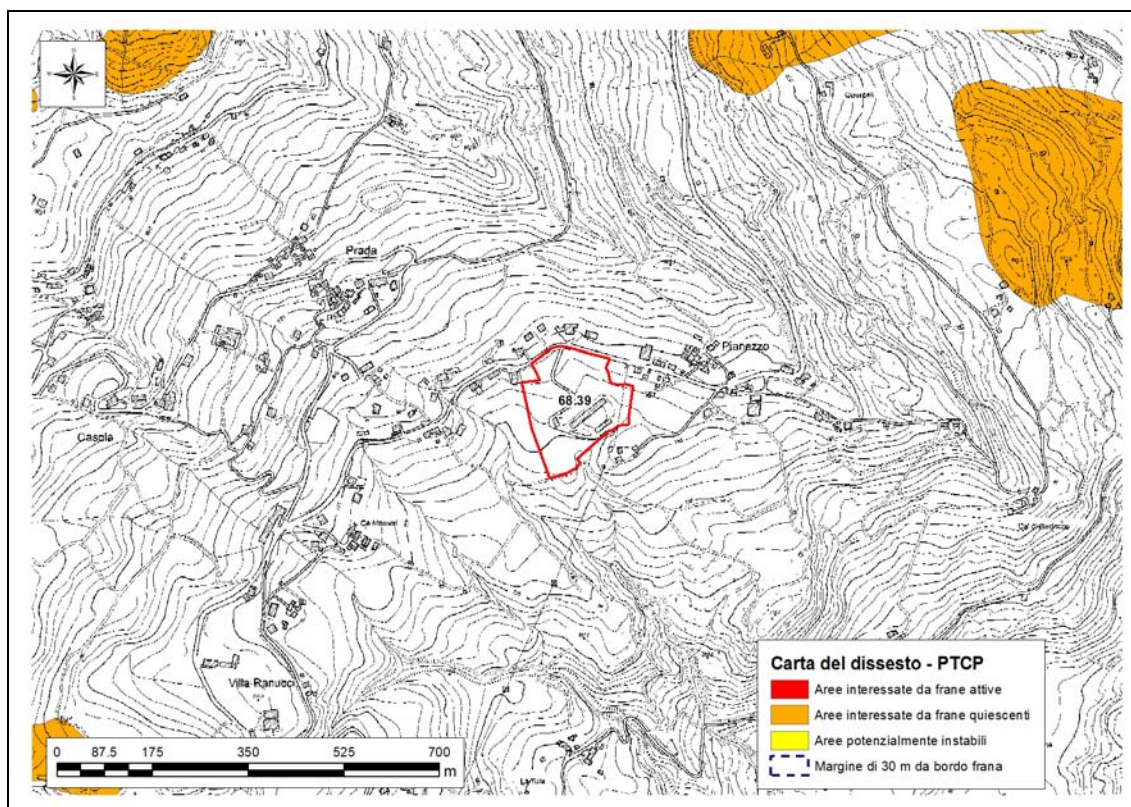 Prada
Pianezzo
68.39
Casola
Villa Ranucci
Carta del dissesto - PTCP
Aree interessate da frane attive
Aree interessate da frane quiescenti
Aree potenzialmente instabili
Margine di 30 m da bordo frana
0 87.5 175 350 525 700
m